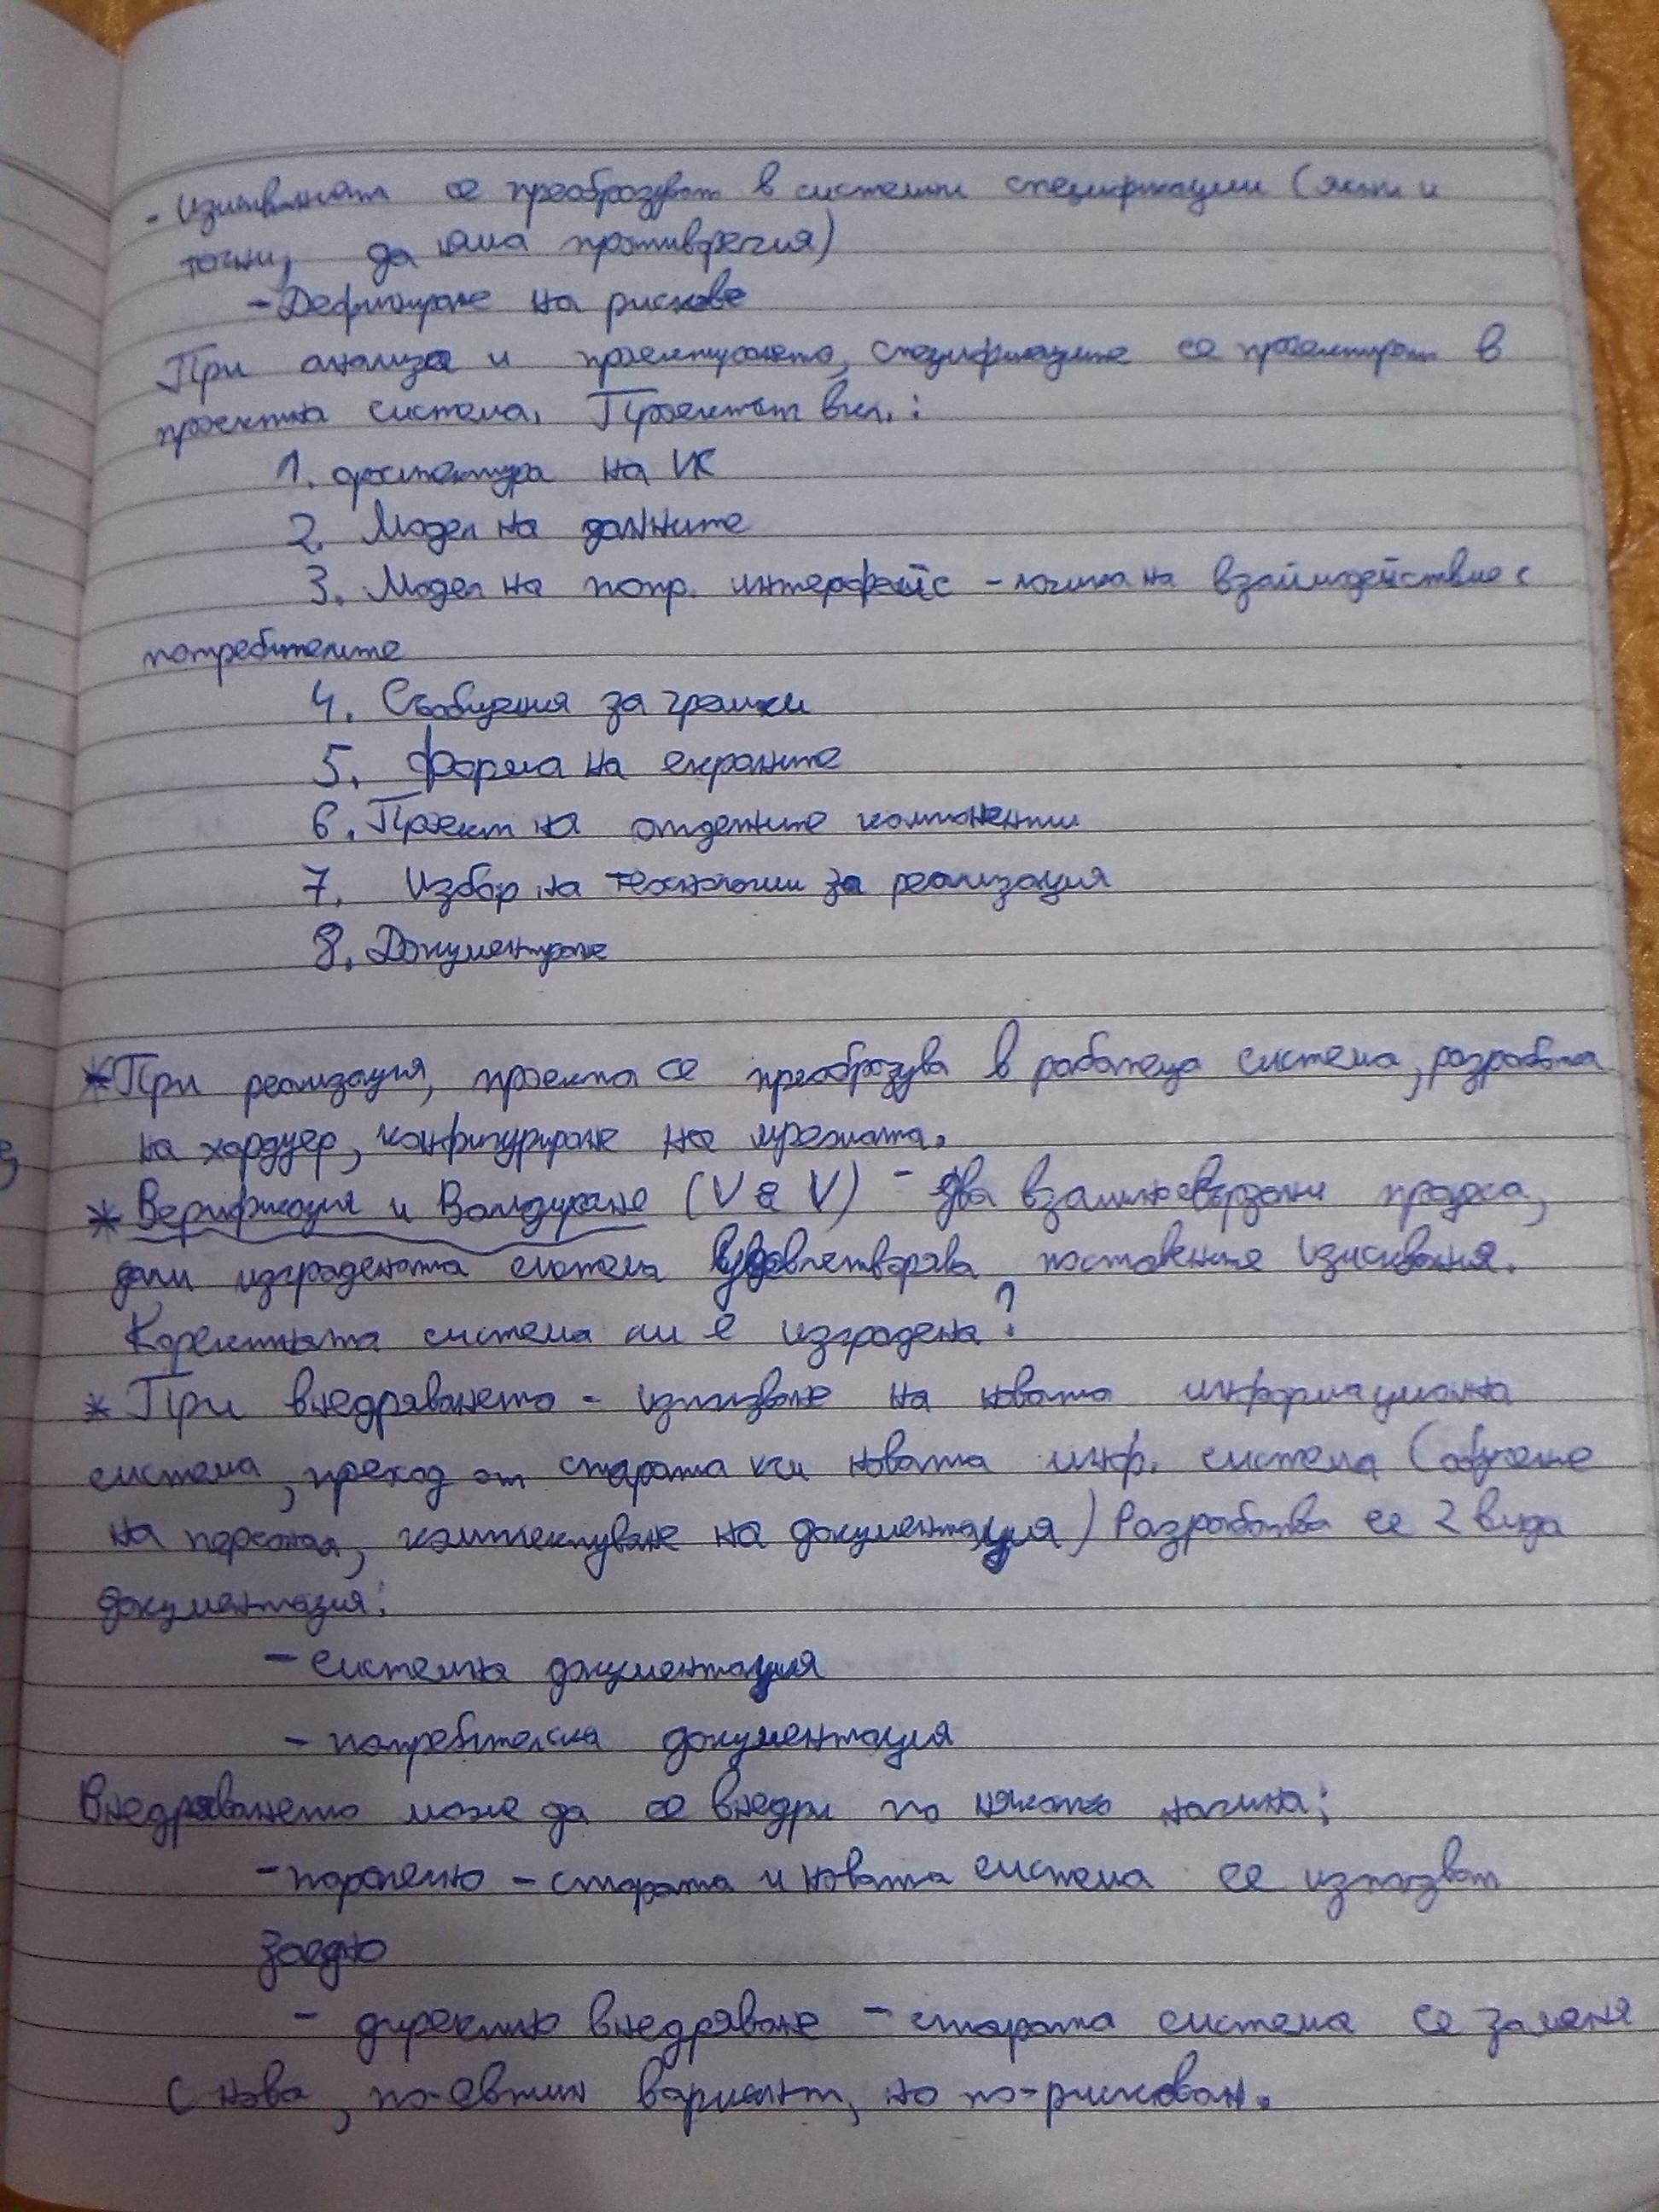 - Изискванията се преобразуват в системни спецификации (ясни и
точни, да няма противоречия)
- Дефиниране на рискове
При анализа и проектирането, спецификациите се проектират в
проектна система. Проектът вкл.:
1. архитектура на ИС
2. Модел на данните
3. Модел на потр. интерфейс - логика на взаимодействие с
потребителите
4. Съобщения за грешки
5. Форма на екраните
6. Проект на отделните компоненти
7. Избор на технологии за реализация
8. Документиране
* При реализация, проекта се преобразува в работеща система, разработка
на хардуер, конфигуриране на мрежата.
* Верификация и Валидиране (V & V) - два взаимносвързани процеса,
дали изградената система удовлетворява поставените изисквания.
Коректната система ли е изградена?
* При внедряването - използване на новата информационна
система, преход от старата към новата инф. система (обучение
на персонал, комплектуване на документация) Разработва се 2 вида
документация:
- системна документация
- потребителска документация
Внедряването може да се внедри по няколко начина:
- паралелно - старата и новата система се използват
заедно
- директно внедряване - старата система се заменя
с нова, по-евтин вариант, но по-рискован.